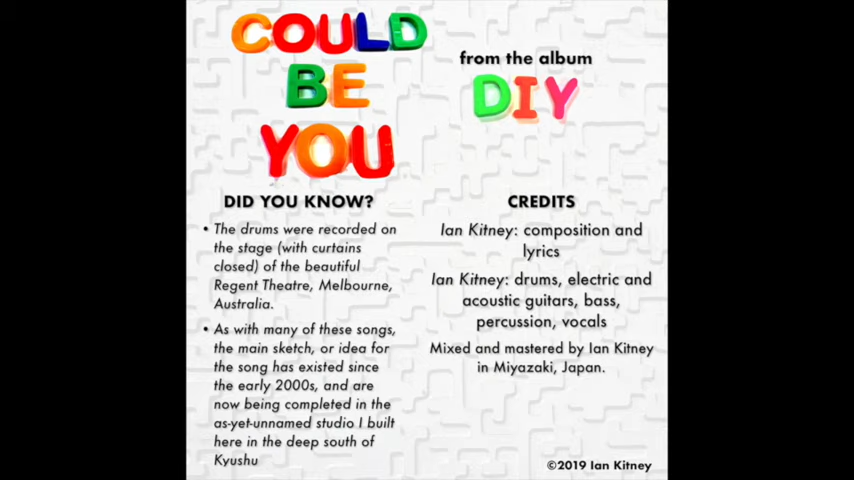 COULD
BE
YOU
from the album
DIY
DID YOU KNOW?
• The drums were recorded on
the stage (with curtains
closed) of the beautiful
Regent Theatre, Melbourne,
Australia.
• As with many of these songs,
the main sketch, or idea for
the song has existed since
the early 2000s, and are
now being completed in the
as-yet-unnamed studio I built
here in the deep south of
Kyushu
CREDITS
Ian Kitney: composition and
lyrics
Ian Kitney: drums, electric and
acoustic guitars, bass,
percussion, vocals
Mixed and mastered by Ian Kitney
in Miyazaki, Japan.
©2019 Ian Kitney